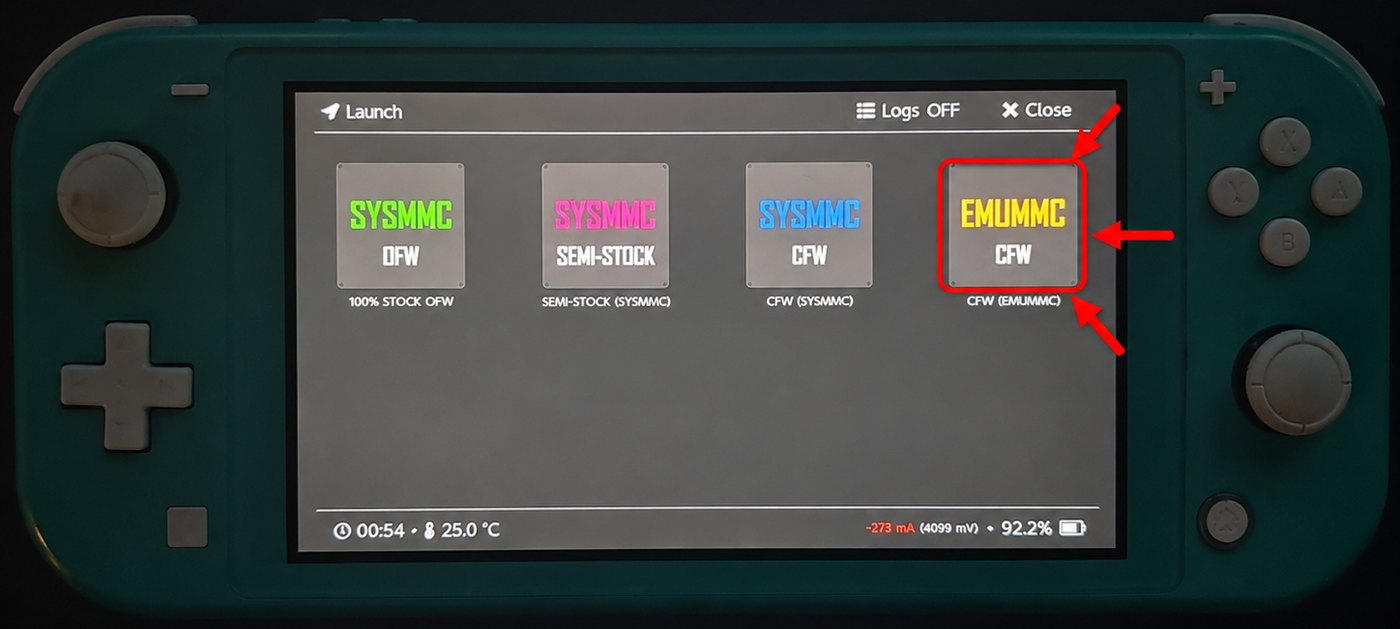 Launch
Logs OFF
Close
SYSMMC
OFW
100% STOCK OFW
SYSMMC
SEMI-STOCK
SEMI-STOCK (SYSMMC)
SYSMMC
CFW
CFW (SYSMMC)
EMUMMC
CFW
CFW (EMUMMC)
00:54 • 25.0 °C
-273 mA (4099 mV) • 92.2%
X
Y
A
B